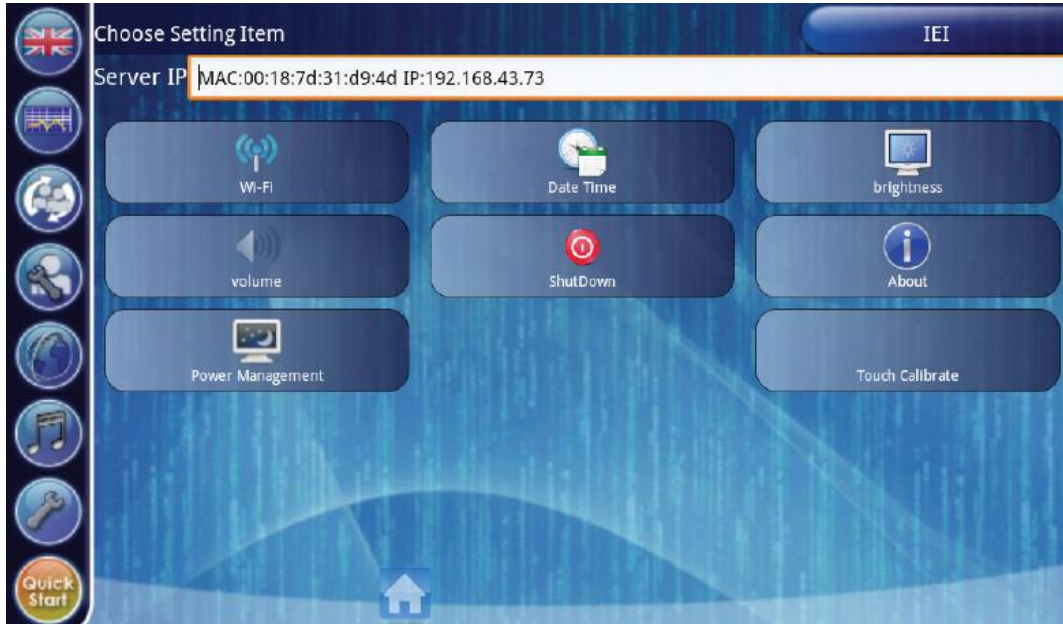 Choose Setting Item
IEI
Server IP MAC:00:18:7d:31:d9:4d IP:192.168.43.73
Wi-Fi
Date Time
brightness
volume
ShutDown
About
Power Management
Touch Calibrate
Quick
Start